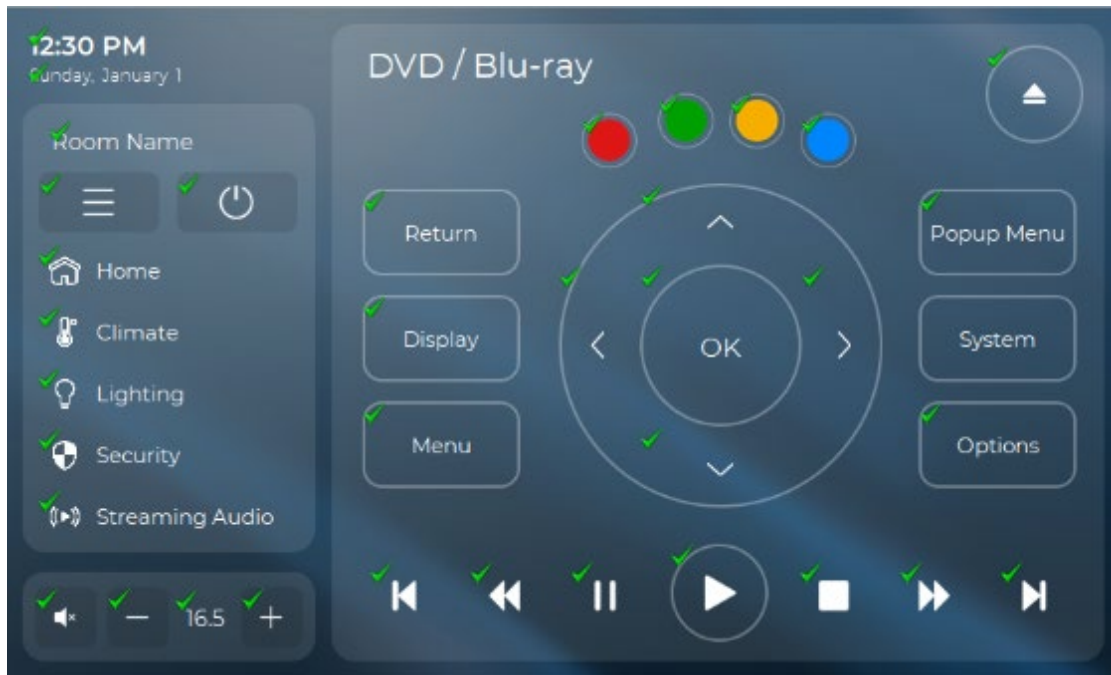 12:30 PM
Sunday, January 1
Room Name
Home
Climate
Lighting
Security
Streaming Audio
16.5
DVD / Blu-ray
Return
Popup Menu
Display
OK
System
Menu
Options